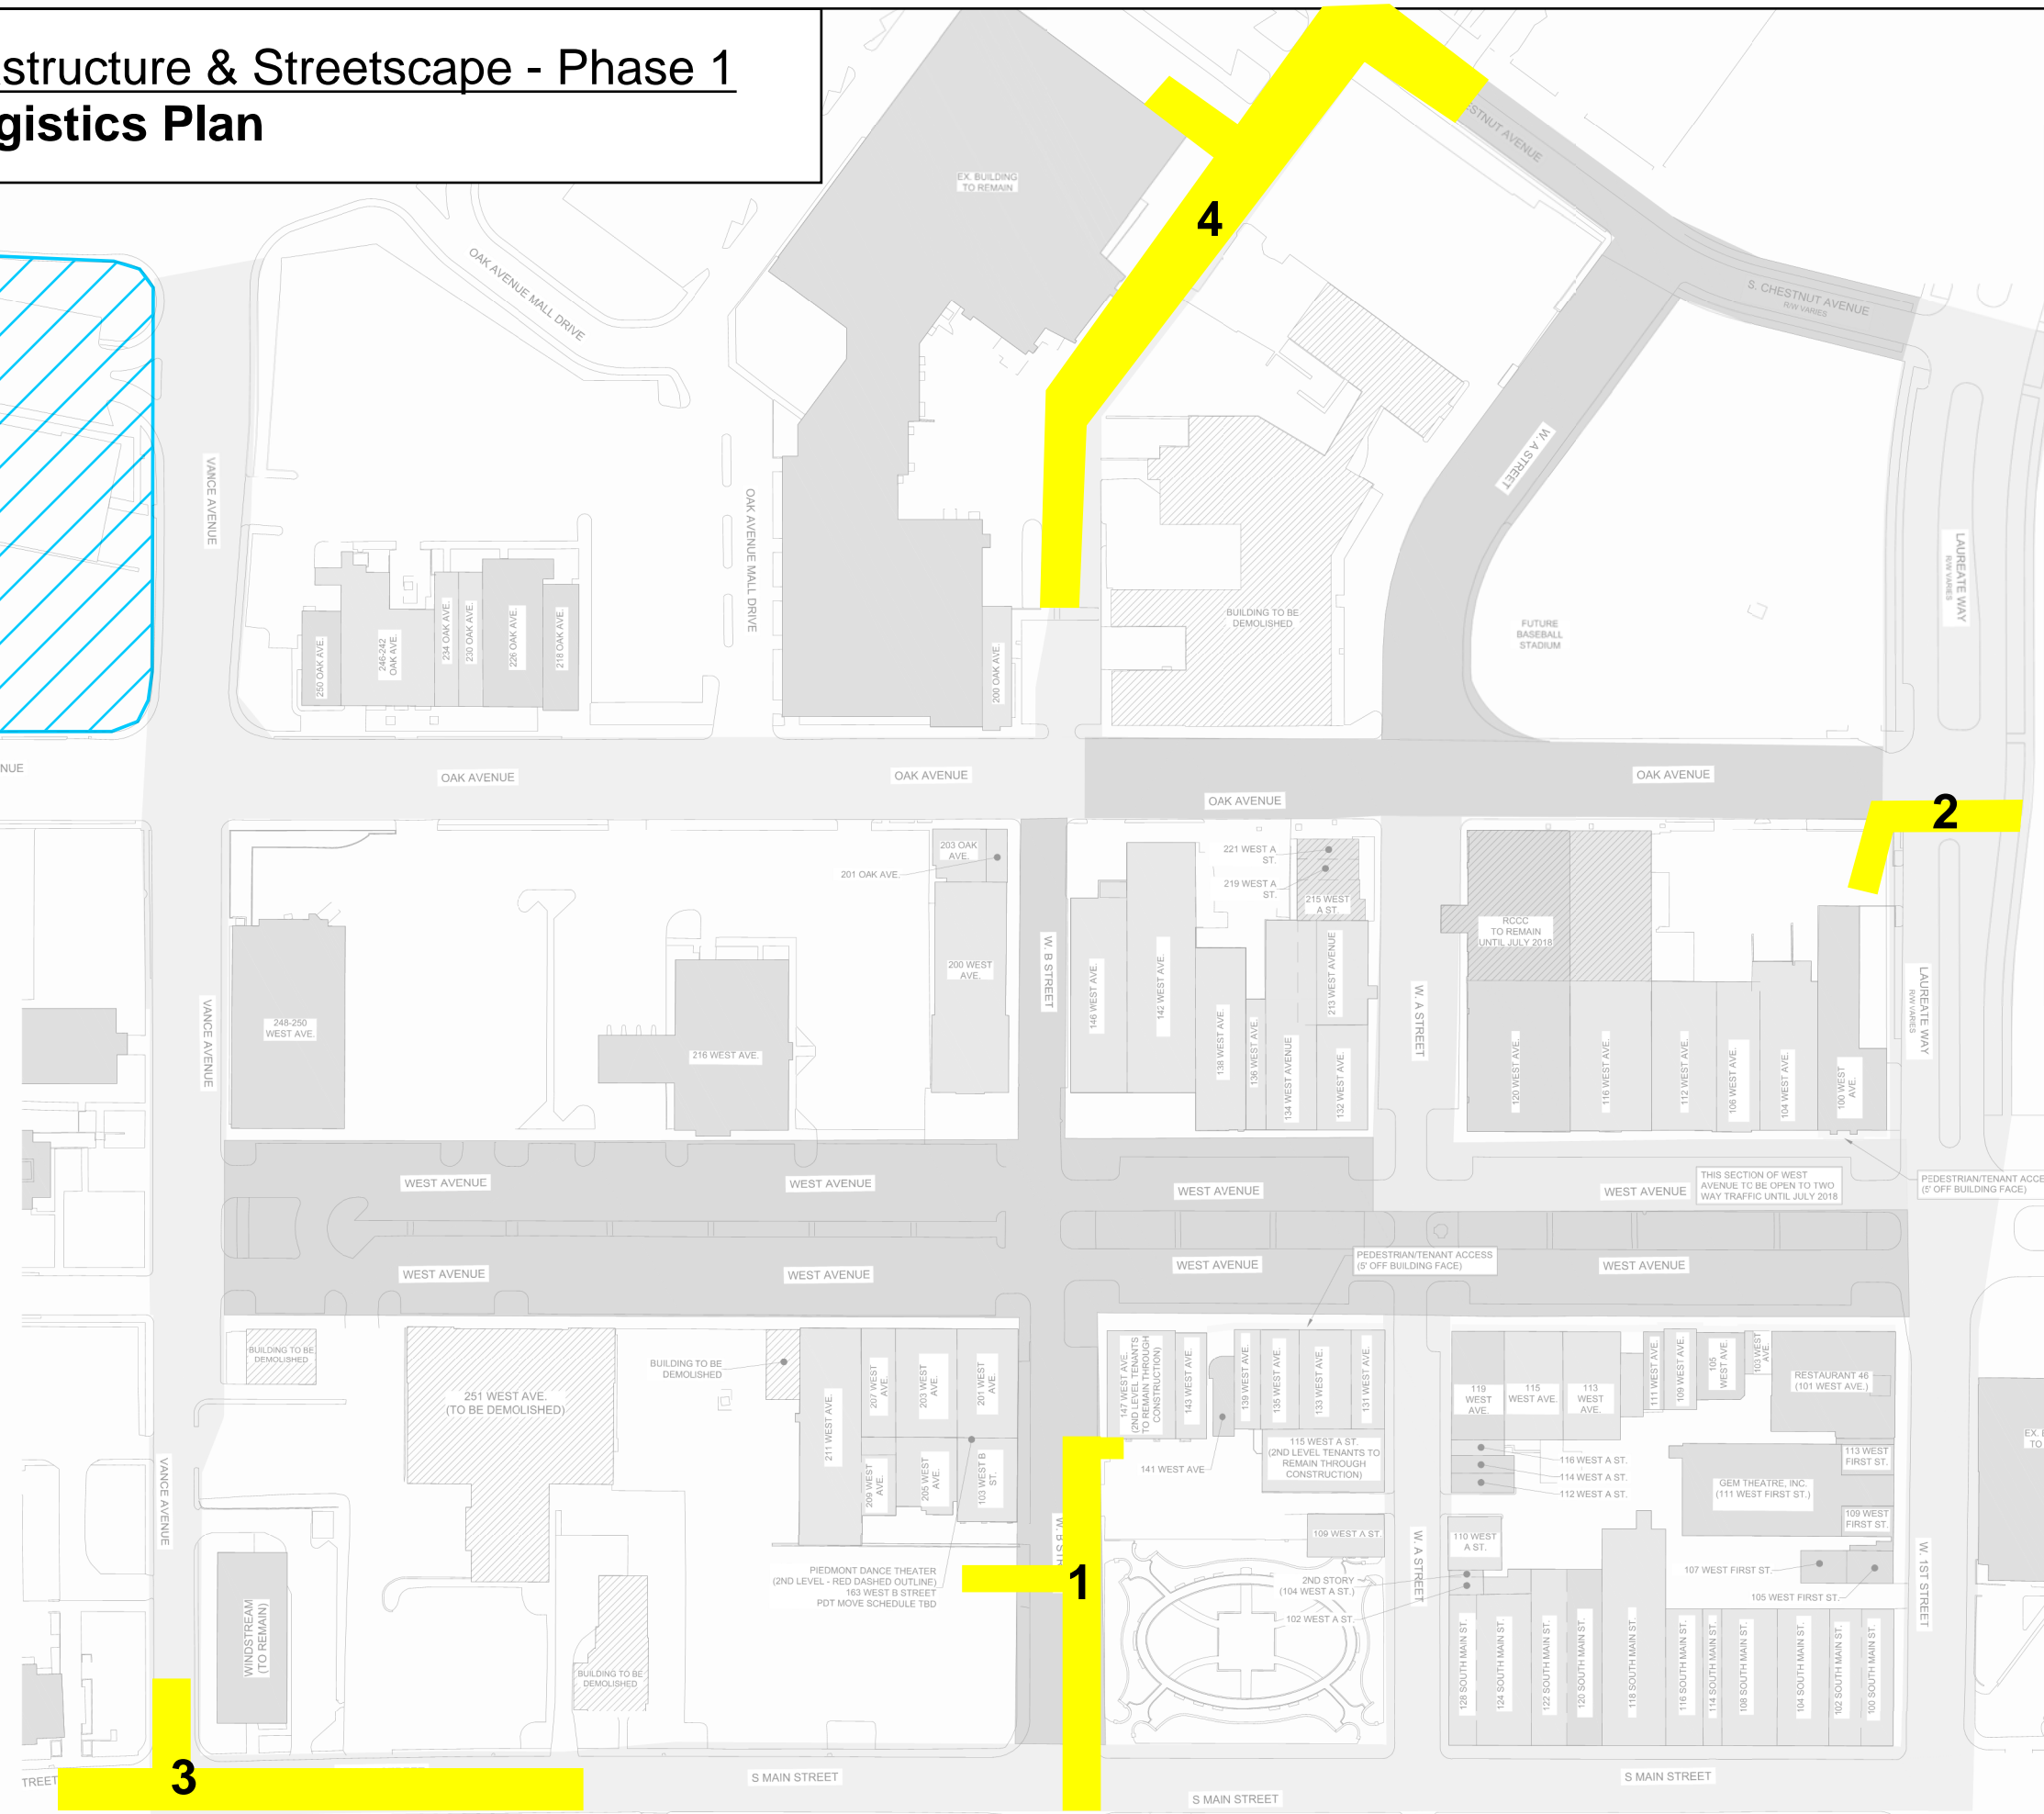 structure & Streetscape - Phase 1
gistics Plan
EX. BUILDING
TO REMAIN
4
STNUT AVENUE
OAK AVENUE MALL DRIVE
S. CHESTNUT AVENUE
R/W VARIES
VANCE AVENUE
OAK AVENUE MALL DRIVE
W. A STREET
LAUREATE WAY
R/W VARIES
250 OAK AVE.
246-242
OAK AVE.
234 OAK AVE.
230 OAK AVE.
226 OAK AVE.
218 OAK AVE.
200 OAK AVE.
BUILDING TO BE
DEMOLISHED
FUTURE
BASEBALL
STADIUM
NUE
OAK AVENUE
OAK AVENUE
OAK AVENUE
OAK AVENUE
2
203 OAK
AVE.
201 OAK AVE.
221 WEST A
ST.
219 WEST A
ST.
215 WEST
A ST.
RCCC
TO REMAIN
UNTIL JULY 2018
VANCE AVENUE
248-250
WEST AVE.
216 WEST AVE.
200 WEST
AVE.
W. B STREET
146 WEST AVE.
142 WEST AVE.
138 WEST AVE.
136 WEST AVE.
134 WEST AVENUE
213 WEST AVENUE
132 WEST AVE.
W. A STREET
120 WEST AVE.
116 WEST AVE.
112 WEST AVE.
106 WEST AVE.
104 WEST AVE.
100 WEST
AVE.
LAUREATE WAY
R/W VARIES
WEST AVENUE
WEST AVENUE
WEST AVENUE
WEST AVENUE
THIS SECTION OF WEST
AVENUE TO BE OPEN TO TWO
WAY TRAFFIC UNTIL JULY 2018
PEDESTRIAN/TENANT ACCE
(5' OFF BUILDING FACE)
WEST AVENUE
WEST AVENUE
WEST AVENUE
PEDESTRIAN/TENANT ACCESS
(5' OFF BUILDING FACE)
WEST AVENUE
BUILDING TO BE
DEMOLISHED
251 WEST AVE.
(TO BE DEMOLISHED)
BUILDING TO BE
DEMOLISHED
211 WEST AVE.
207 WEST
AVE.
203 WEST
AVE.
201 WEST
AVE.
209 WEST
AVE.
205 WEST
AVE.
103 WEST B
ST.
147 WEST AVE.
(2ND LEVEL TENANTS
TO REMAIN THROUGH
CONSTRUCTION)
143 WEST AVE.
141 WEST AVE
139 WEST AVE.
135 WEST AVE.
133 WEST AVE.
131 WEST AVE.
115 WEST A ST.
(2ND LEVEL TENANTS TO
REMAIN THROUGH
CONSTRUCTION)
119
WEST
AVE.
115
WEST AVE.
113
WEST
AVE.
111 WEST AVE.
109 WEST AVE.
105
WEST AVE.
103 WEST
AVE.
RESTAURANT 46
(101 WEST AVE.)
116 WEST A ST.
114 WEST A ST.
112 WEST A ST.
GEM THEATRE, INC.
(111 WEST FIRST ST.)
113 WEST
FIRST ST.
109 WEST
FIRST ST.
EX.
TO
VANCE AVENUE
WINDSTREAM
(TO REMAIN)
PIEDMONT DANCE THEATER
(2ND LEVEL - RED DASHED OUTLINE)
163 WEST B STREET
PDT MOVE SCHEDULE TBD
W. B STR
1
109 WEST A ST.
W. A STREET
110 WEST
A ST.
2ND STORY
(104 WEST A ST.)
102 WEST A ST.
107 WEST FIRST ST.
105 WEST FIRST ST.
W. 1ST STREET
BUILDING TO BE
DEMOLISHED
128 SOUTH MAIN ST.
124 SOUTH MAIN ST.
122 SOUTH MAIN ST.
120 SOUTH MAIN ST.
118 SOUTH MAIN ST.
116 SOUTH MAIN ST.
114 SOUTH MAIN ST.
108 SOUTH MAIN ST.
104 SOUTH MAIN ST.
102 SOUTH MAIN ST.
100 SOUTH MAIN ST.
3
TREET
S MAIN STREET
S MAIN STREET
S MAIN STREET